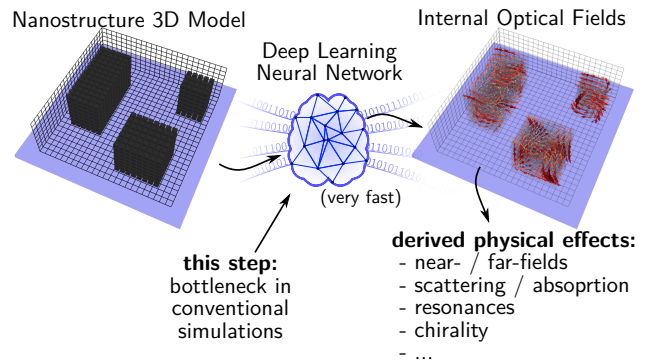 Nanostructure 3D Model
Deep Learning
Neural Network
Internal Optical Fields
(very fast)
this step:
bottleneck in
conventional
simulations
derived physical effects:
- near- / far-fields
- scattering / absoprtion
- resonances
- chirality
- ...